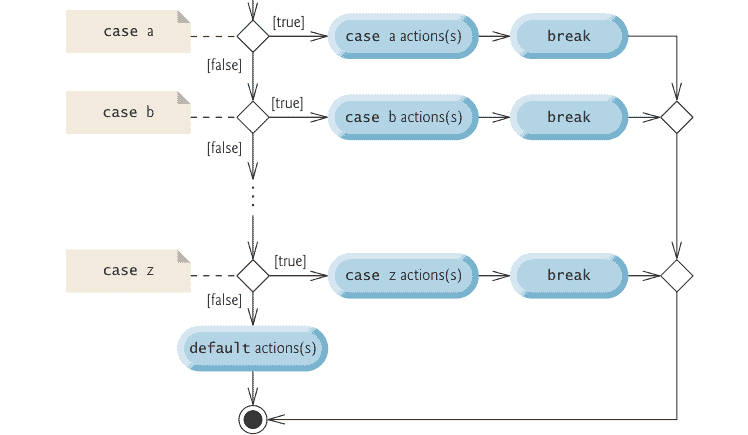 case a
[true]
case a actions(s)
break
[false]
case b
[true]
case b actions(s)
break
[false]
case z
[true]
case z actions(s)
break
[false]
default actions(s)